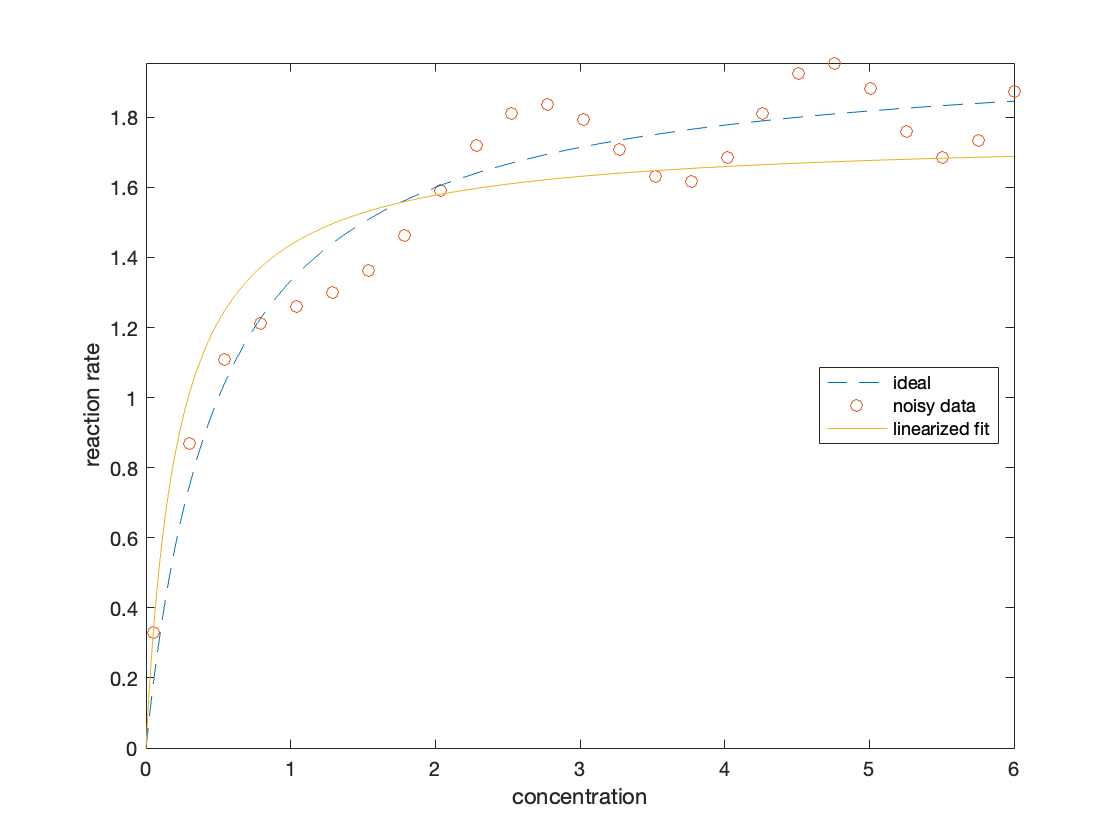 1.8
1.6
1.4
1.2
1
0.8
0.6
0.4
0.2
0
0 1 2 3 4 5 6
reaction rate
concentration
ideal
noisy data
linearized fit